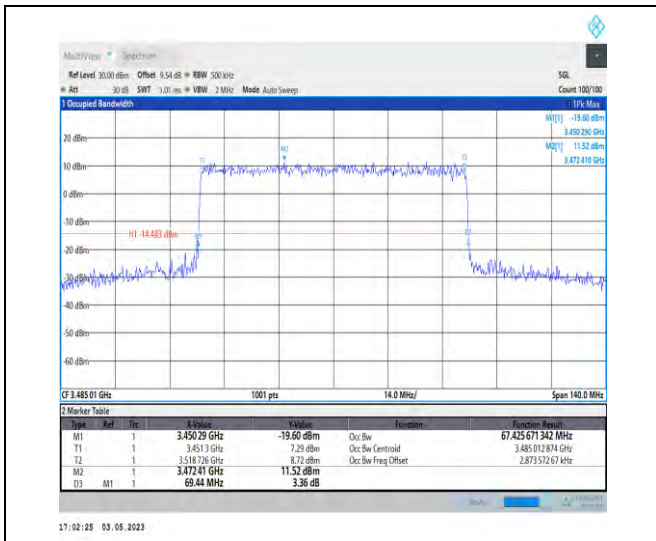 MultiView Spectrum
Ref Level 30.00 dBm Offset 9.54 dB RBW 500 kHz SGL
Att 30 dB SWT 1.01 ms VBW 2 MHz Mode Auto Sweep Count 100/100
1 Occupied Bandwidth 1Pk Max
M1[1] -19.60 dBm
3.450 290 GHz
M2[1] 11.52 dBm
3.472 410 GHz
20 dBm
10 dBm
0 dBm
-10 dBm
H1 -14.483 dBm
-20 dBm
-30 dBm
-40 dBm
-50 dBm
-60 dBm
CF 3.485 01 GHz 1001 pts 14.0 MHz/ Span 140.0 MHz
2 Marker Table
Type Ref Trc X-Value Y-Value Function Function Result
M1 1 3.450 29 GHz -19.60 dBm Occ Bw 67.425 671 342 MHz
T1 1 3.451 3 GHz 7.29 dBm Occ Bw Centroid 3.485 012 874 GHz
T2 1 3.518 726 GHz 8.72 dBm Occ Bw Freq Offset 2.873 572 67 kHz
M2 1 3.472 41 GHz 11.52 dBm
D3 M1 1 69.44 MHz 3.36 dB
17:02:25 03.05.2023